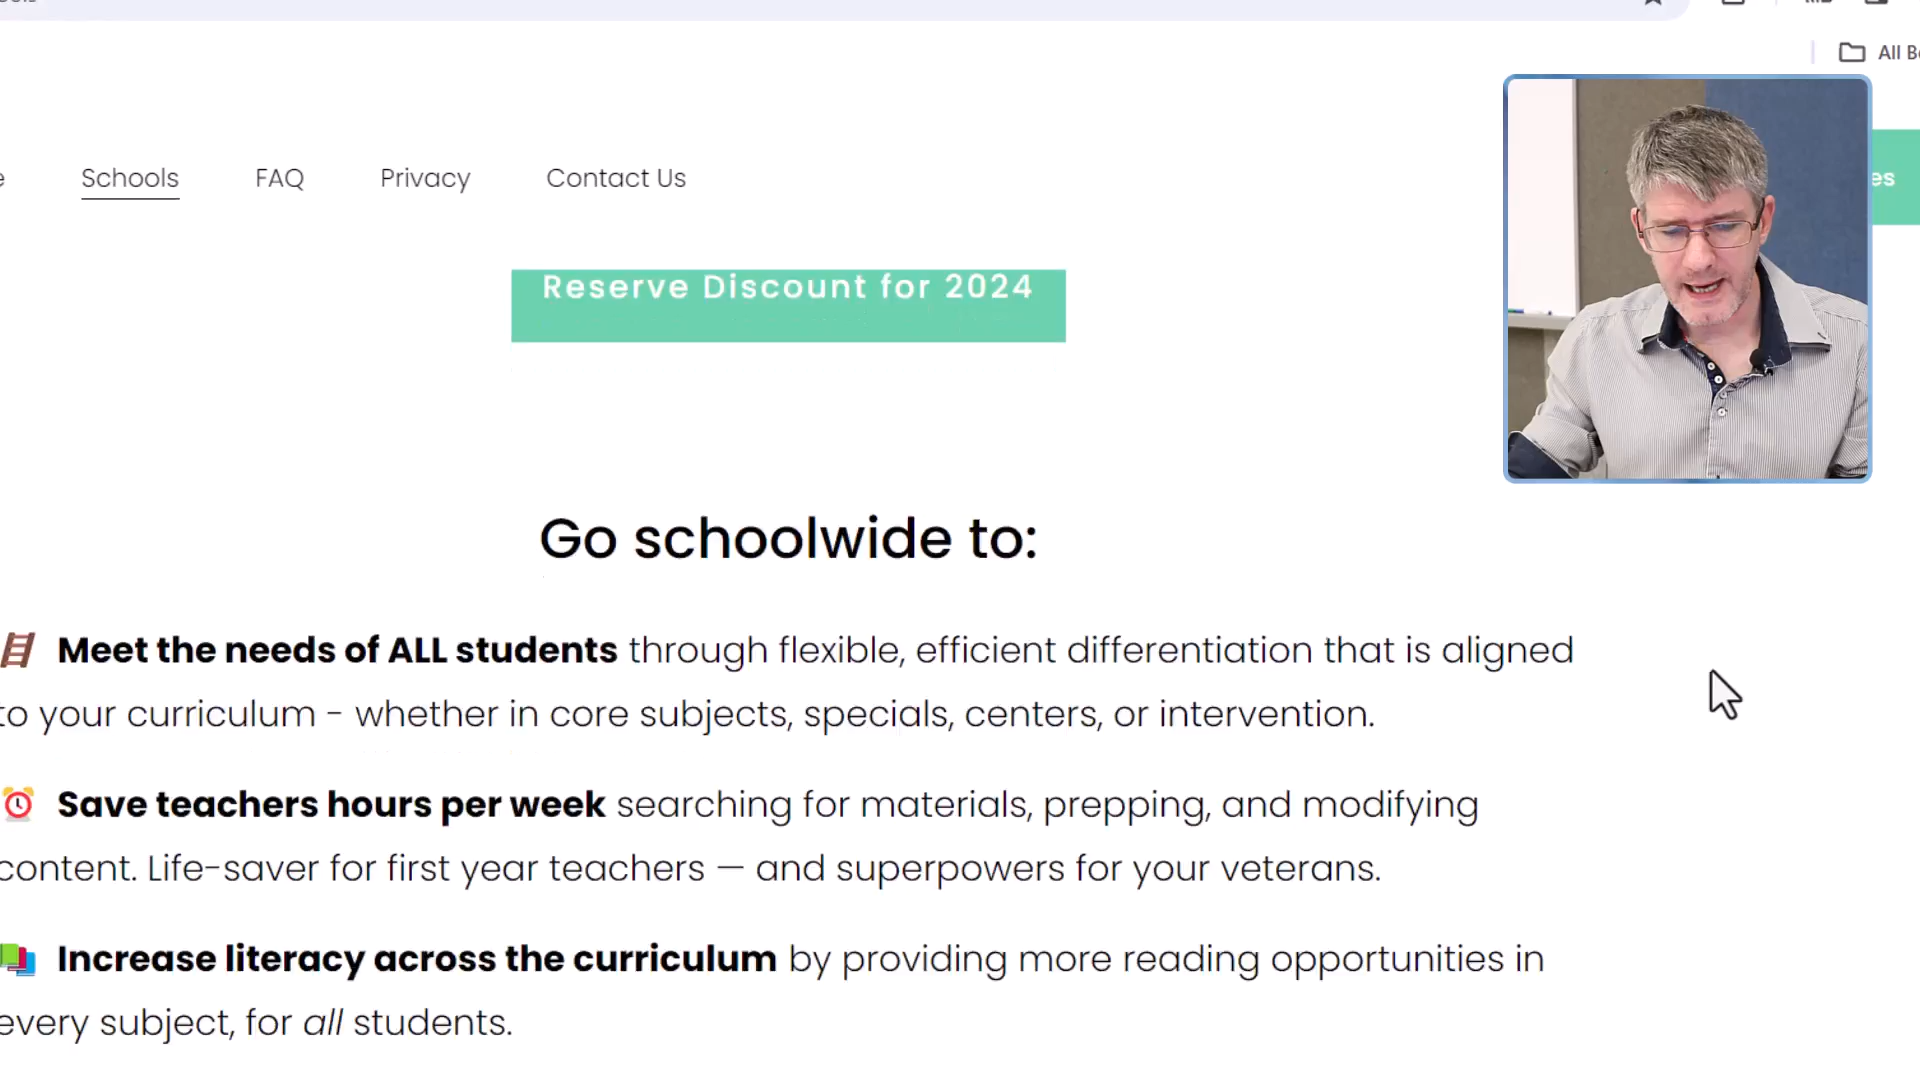 All
Schools FAQ Privacy Contact Us
Reserve Discount for 2024
Go schoolwide to:
Meet the needs of ALL students through flexible, efficient differentiation that is aligned
to your curriculum - whether in core subjects, specials, centers, or intervention.
Save teachers hours per week searching for materials, prepping, and modifying
content. Life-saver for first year teachers — and superpowers for your veterans.
Increase literacy across the curriculum by providing more reading opportunities in
every subject, for all students.